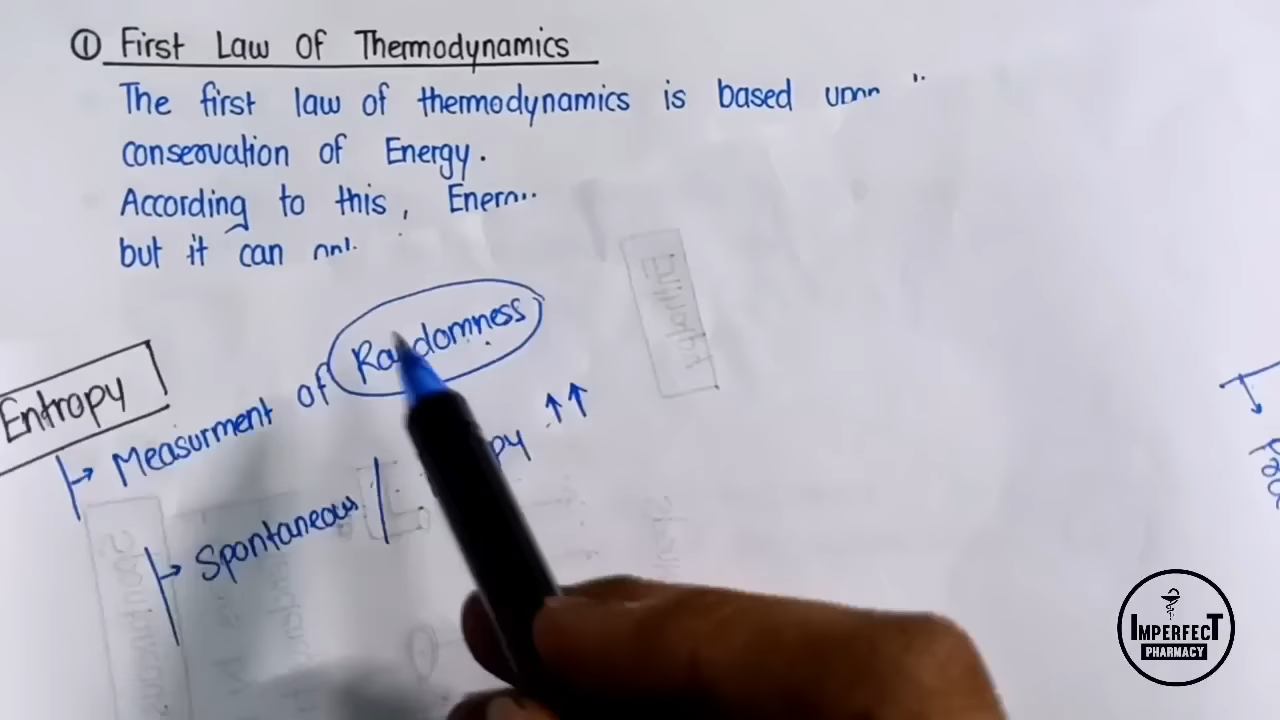 ① First Law Of Thermodynamics
The first law of thermodynamics is based
conservation of Energy.
According to this,
but it can
Entropy
Measurment of Randomness
Spontaneous
↑↑
IMPERFECT
PHARMACY